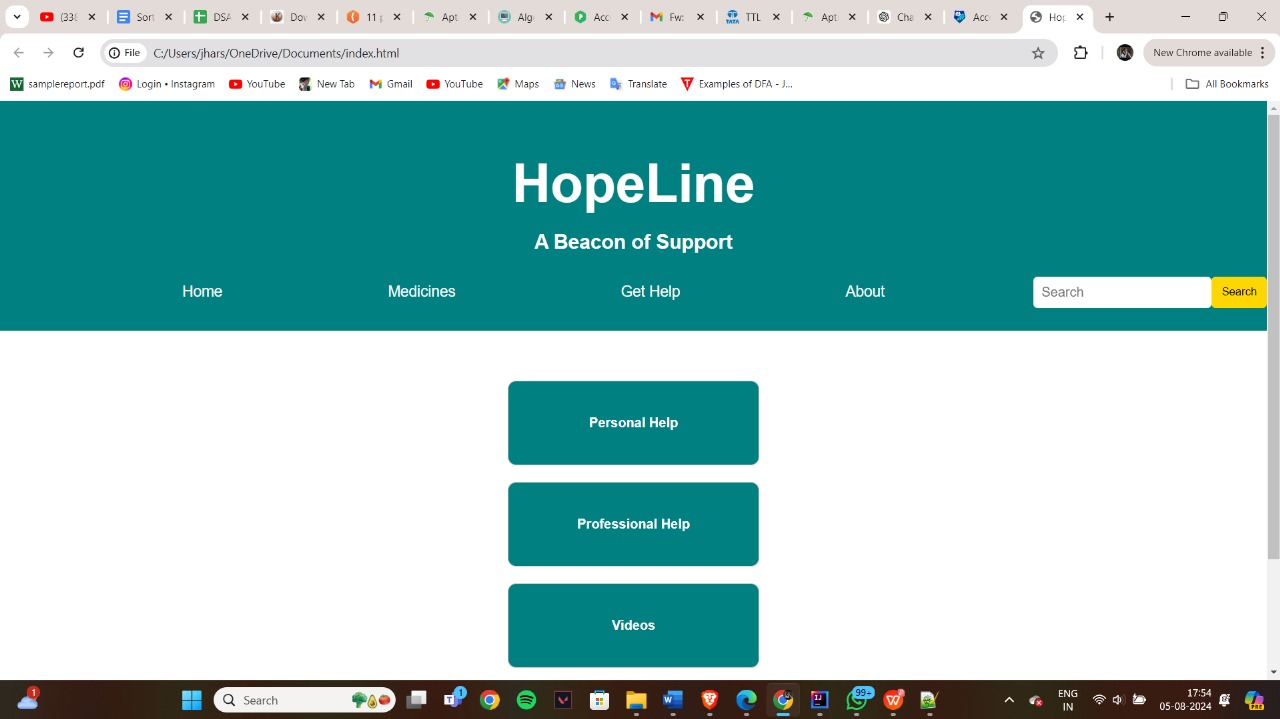 338
Sort
DSA
Dov
11 p
Apt
Algo
Acc
Fw:
TTL
Apt
Cha
Acc
Hop
File
C:/Users/jhars/OneDrive/Documents/index.html
New Chrome available
samplereport.pdf
Login • Instagram
YouTube
New Tab
Gmail
YouTube
Maps
News
Translate
Examples of DFA - J...
All Bookmarks
HopeLine
A Beacon of Support
Home
Medicines
Get Help
About
Search
Search
Personal Help
Professional Help
Videos
1
Search
1
99+
ENG
IN
17:54
05-08-2024